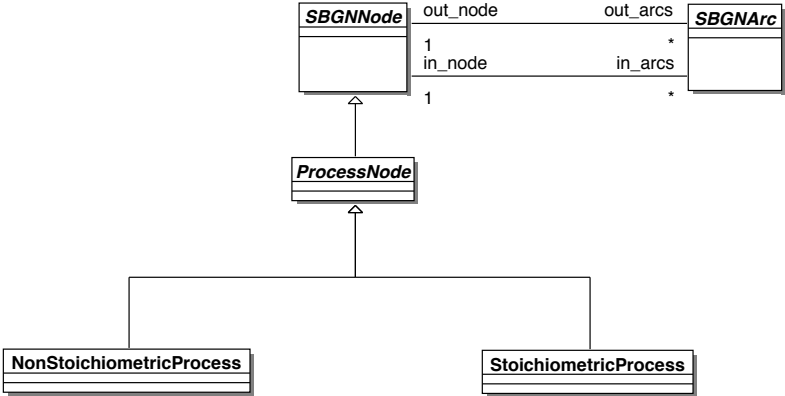 SBGNNode
out_node
out_arcs
SBGNArc
1
*
in_node
in_arcs
1
*
ProcessNode
NonStoichiometricProcess
StoichiometricProcess